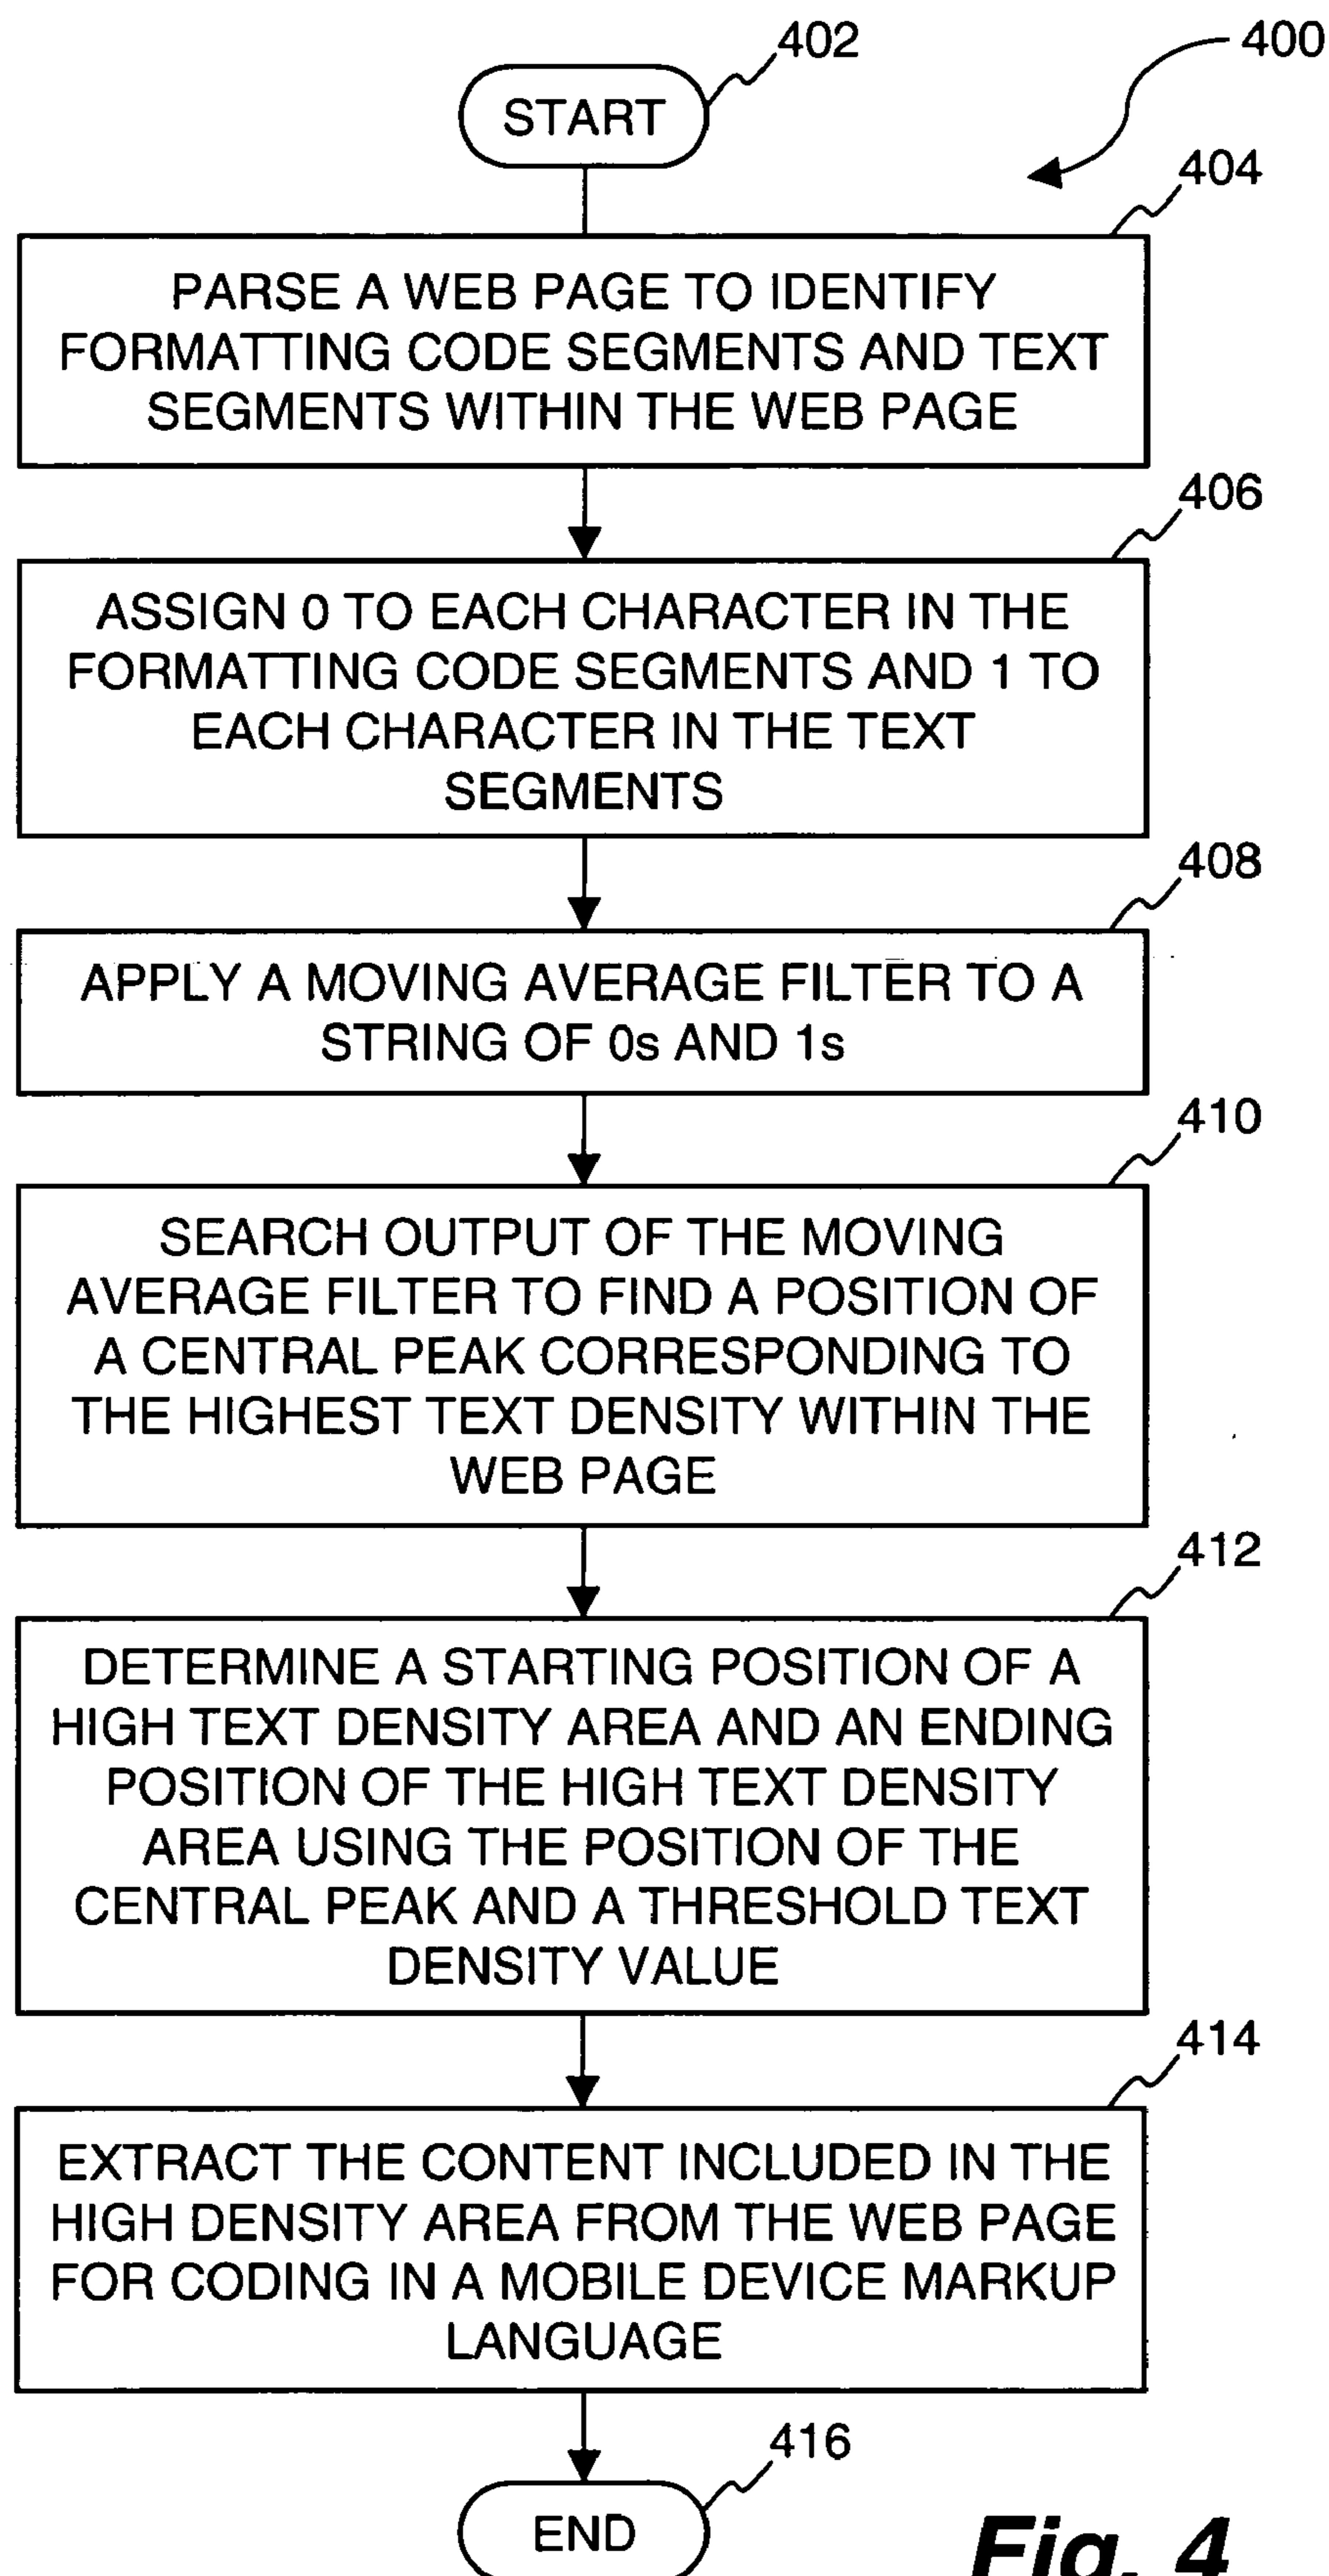 402
400
START
404
PARSE A WEB PAGE TO IDENTIFY
FORMATTING CODE SEGMENTS AND TEXT
SEGMENTS WITHIN THE WEB PAGE
406
ASSIGN 0 TO EACH CHARACTER IN THE
FORMATTING CODE SEGMENTS AND 1 TO
EACH CHARACTER IN THE TEXT
SEGMENTS
408
APPLY A MOVING AVERAGE FILTER TO A
STRING OF 0s AND 1s
410
SEARCH OUTPUT OF THE MOVING
AVERAGE FILTER TO FIND A POSITION OF
A CENTRAL PEAK CORRESPONDING TO
THE HIGHEST TEXT DENSITY WITHIN THE
WEB PAGE
412
DETERMINE A STARTING POSITION OF A
HIGH TEXT DENSITY AREA AND AN ENDING
POSITION OF THE HIGH TEXT DENSITY
AREA USING THE POSITION OF THE
CENTRAL PEAK AND A THRESHOLD TEXT
DENSITY VALUE
414
EXTRACT THE CONTENT INCLUDED IN THE
HIGH DENSITY AREA FROM THE WEB PAGE
FOR CODING IN A MOBILE DEVICE MARKUP
LANGUAGE
416
END
Fig. 4